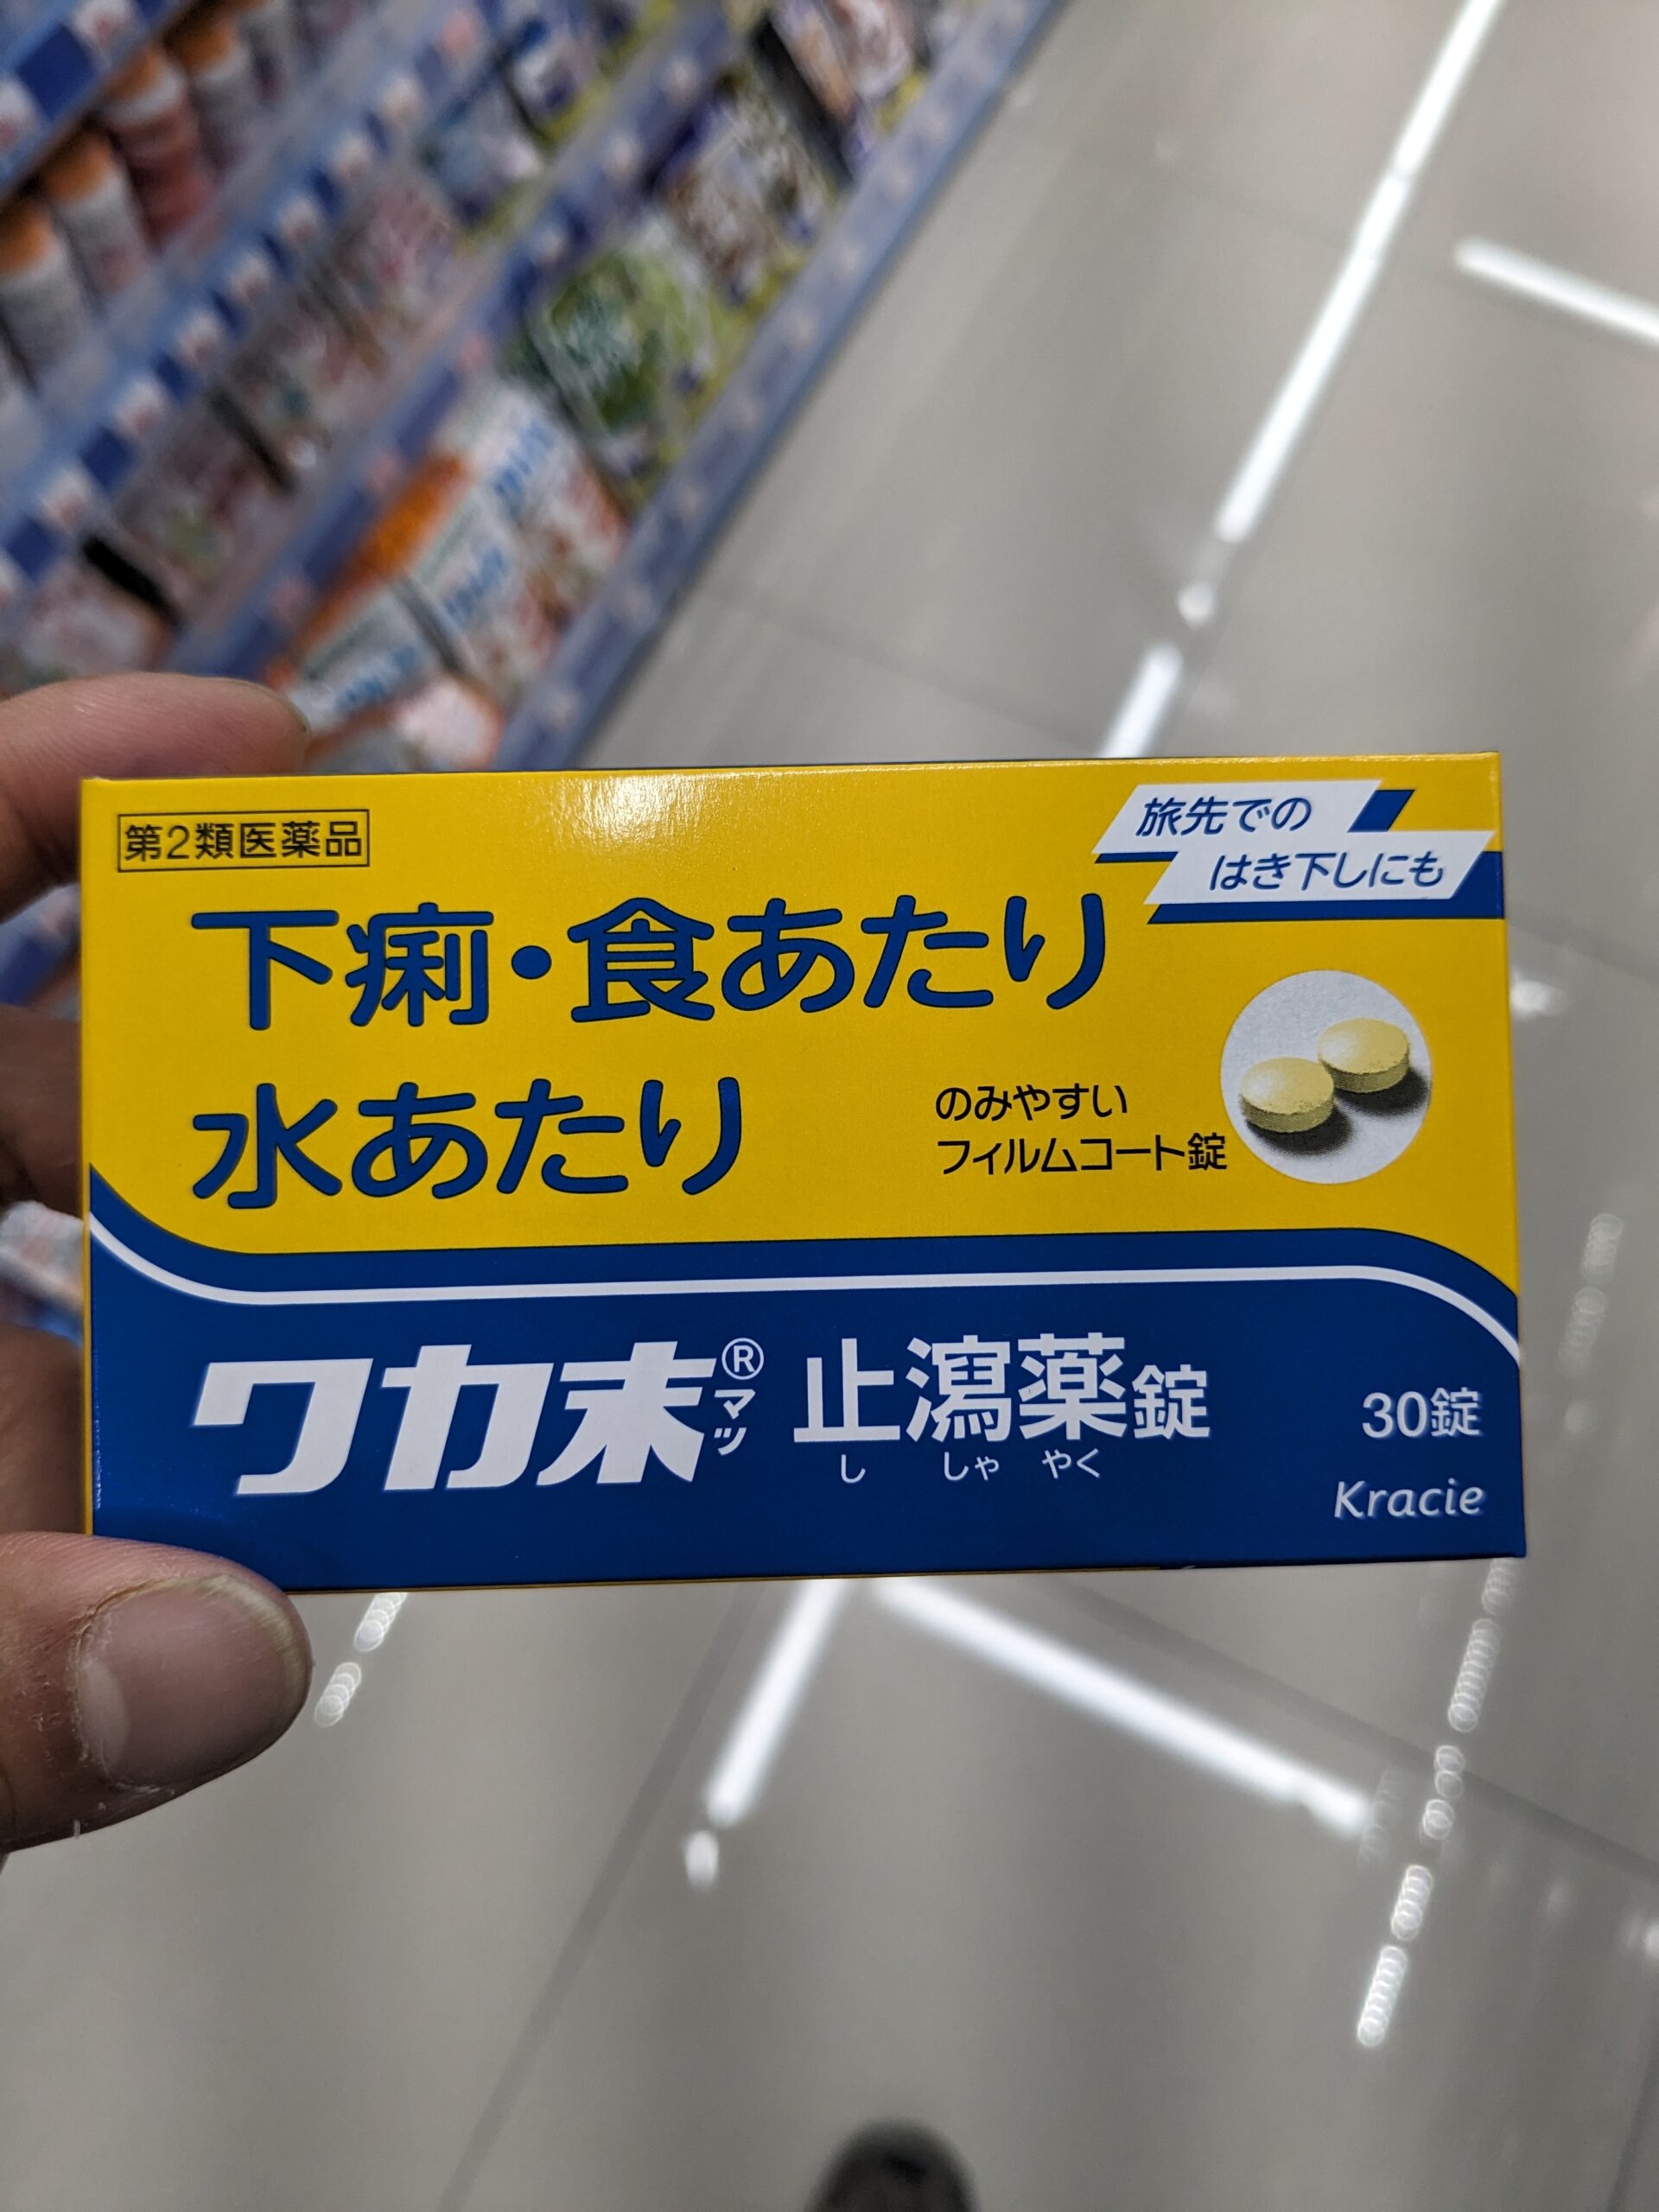 第2類医薬品
旅先での
はき下しにも
下痢・食あたり
水あたり
のみやすい
フィルムコート錠
ワカ末®マツ 止瀉薬錠
し しゃ やく
30錠
Kracie